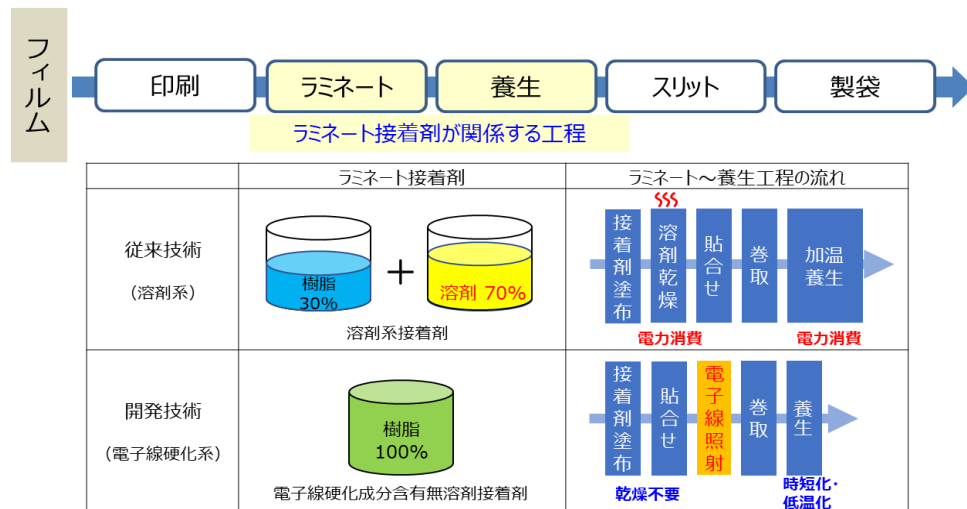 フィルム
印刷
ラミネート
養生
スリット
製袋
ラミネート接着剤が関係する工程
ラミネート接着剤
ラミネート～養生工程の流れ
従来技術
（溶剤系）
樹脂
30%
＋
溶剤 70%
溶剤系接着剤
接着剤塗布
溶剤乾燥
貼合せ
巻取
加温
養生
電力消費
電力消費
開発技術
（電子線硬化系）
樹脂
100%
電子線硬化成分含有無溶剤接着剤
接着剤塗布
貼合せ
電子線照射
巻取
養生
乾燥不要
時短化・
低温化